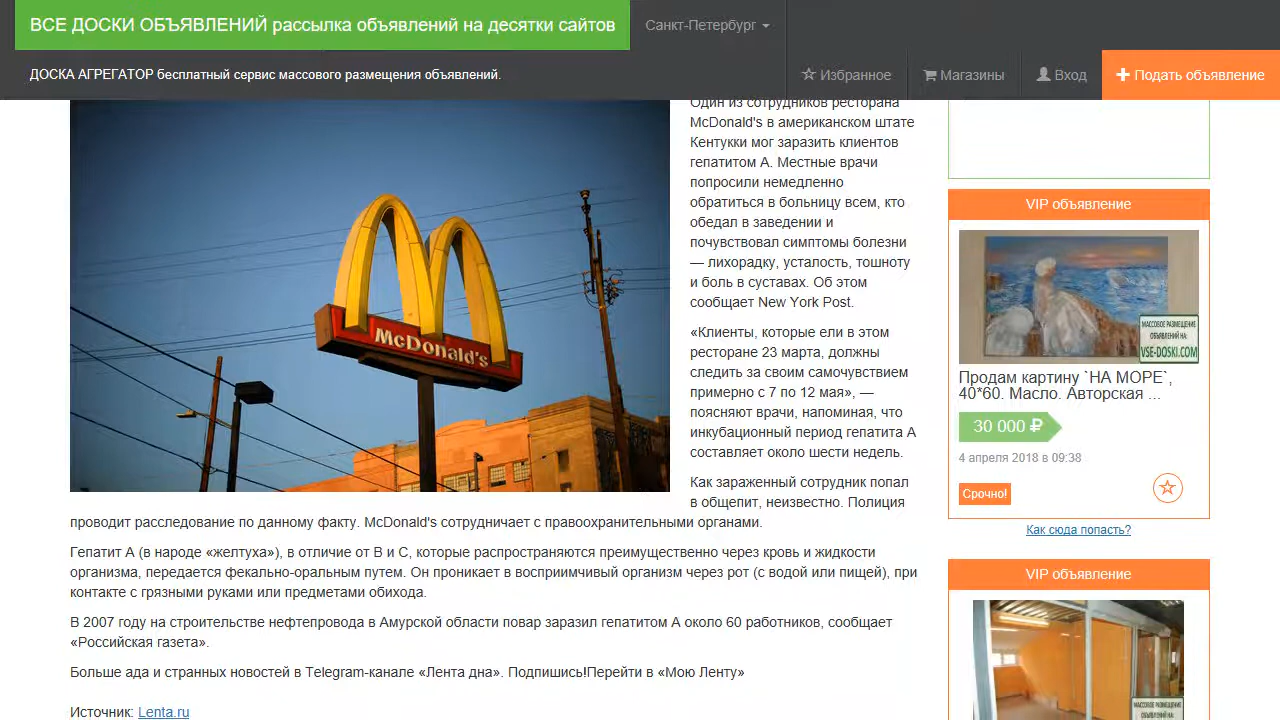 ВСЕ ДОСКИ ОБЪЯВЛЕНИЙ рассылка объявлений на десятки сайтов
Санкт-Петербург
ДОСКА АГРЕГАТОР бесплатный сервис массового размещения объявлений.
Избранное
Магазины
Вход
Подать объявление
McDonald's
Один из сотрудников ресторана
McDonald's в американском штате
Кентукки мог заразить клиентов
гепатитом А. Местные врачи
попросили немедленно
обратиться в больницу всем, кто
обедал в заведении и
почувствовал симптомы болезни
— лихорадку, усталость, тошноту
и боль в суставах. Об этом
сообщает New York Post.
«Клиенты, которые ели в этом
ресторане 23 марта, должны
следить за своим самочувствием
примерно с 7 по 12 мая», —
поясняют врачи, напоминая, что
инкубационный период гепатита А
составляет около шести недель.
Как зараженный сотрудник попал
в общепит, неизвестно. Полиция
проводит расследование по данному факту. McDonald's сотрудничает с правоохранительными органами.
Гепатит А (в народе «желтуха»), в отличие от В и С, которые распространяются преимущественно через кровь и жидкости
организма, передается фекально-оральным путем. Он проникает в восприимчивый организм через рот (с водой или пищей), при
контакте с грязными руками или предметами обихода.
В 2007 году на строительстве нефтепровода в Амурской области повар заразил гепатитом А около 60 работников, сообщает
«Российская газета».
Больше ада и странных новостей в Telegram-канале «Лента дна». Подпишись!Перейти в «Мою Ленту»
Источник: Lenta.ru
VIP объявление
МАССОВОЕ РАЗМЕЩЕНИЕ
ОБЪЯВЛЕНИЙ НА:
VSE-DOSKI.COM
Продам картину `НА МОРЕ`,
40*60. Масло. Авторская ...
30 000 ₽
4 апреля 2018 в 09:38
Срочно!
Как сюда попасть?
VIP объявление
МАССОВОЕ РАЗМЕЩЕНИЕ
ОБЪЯВЛЕНИЙ НА: